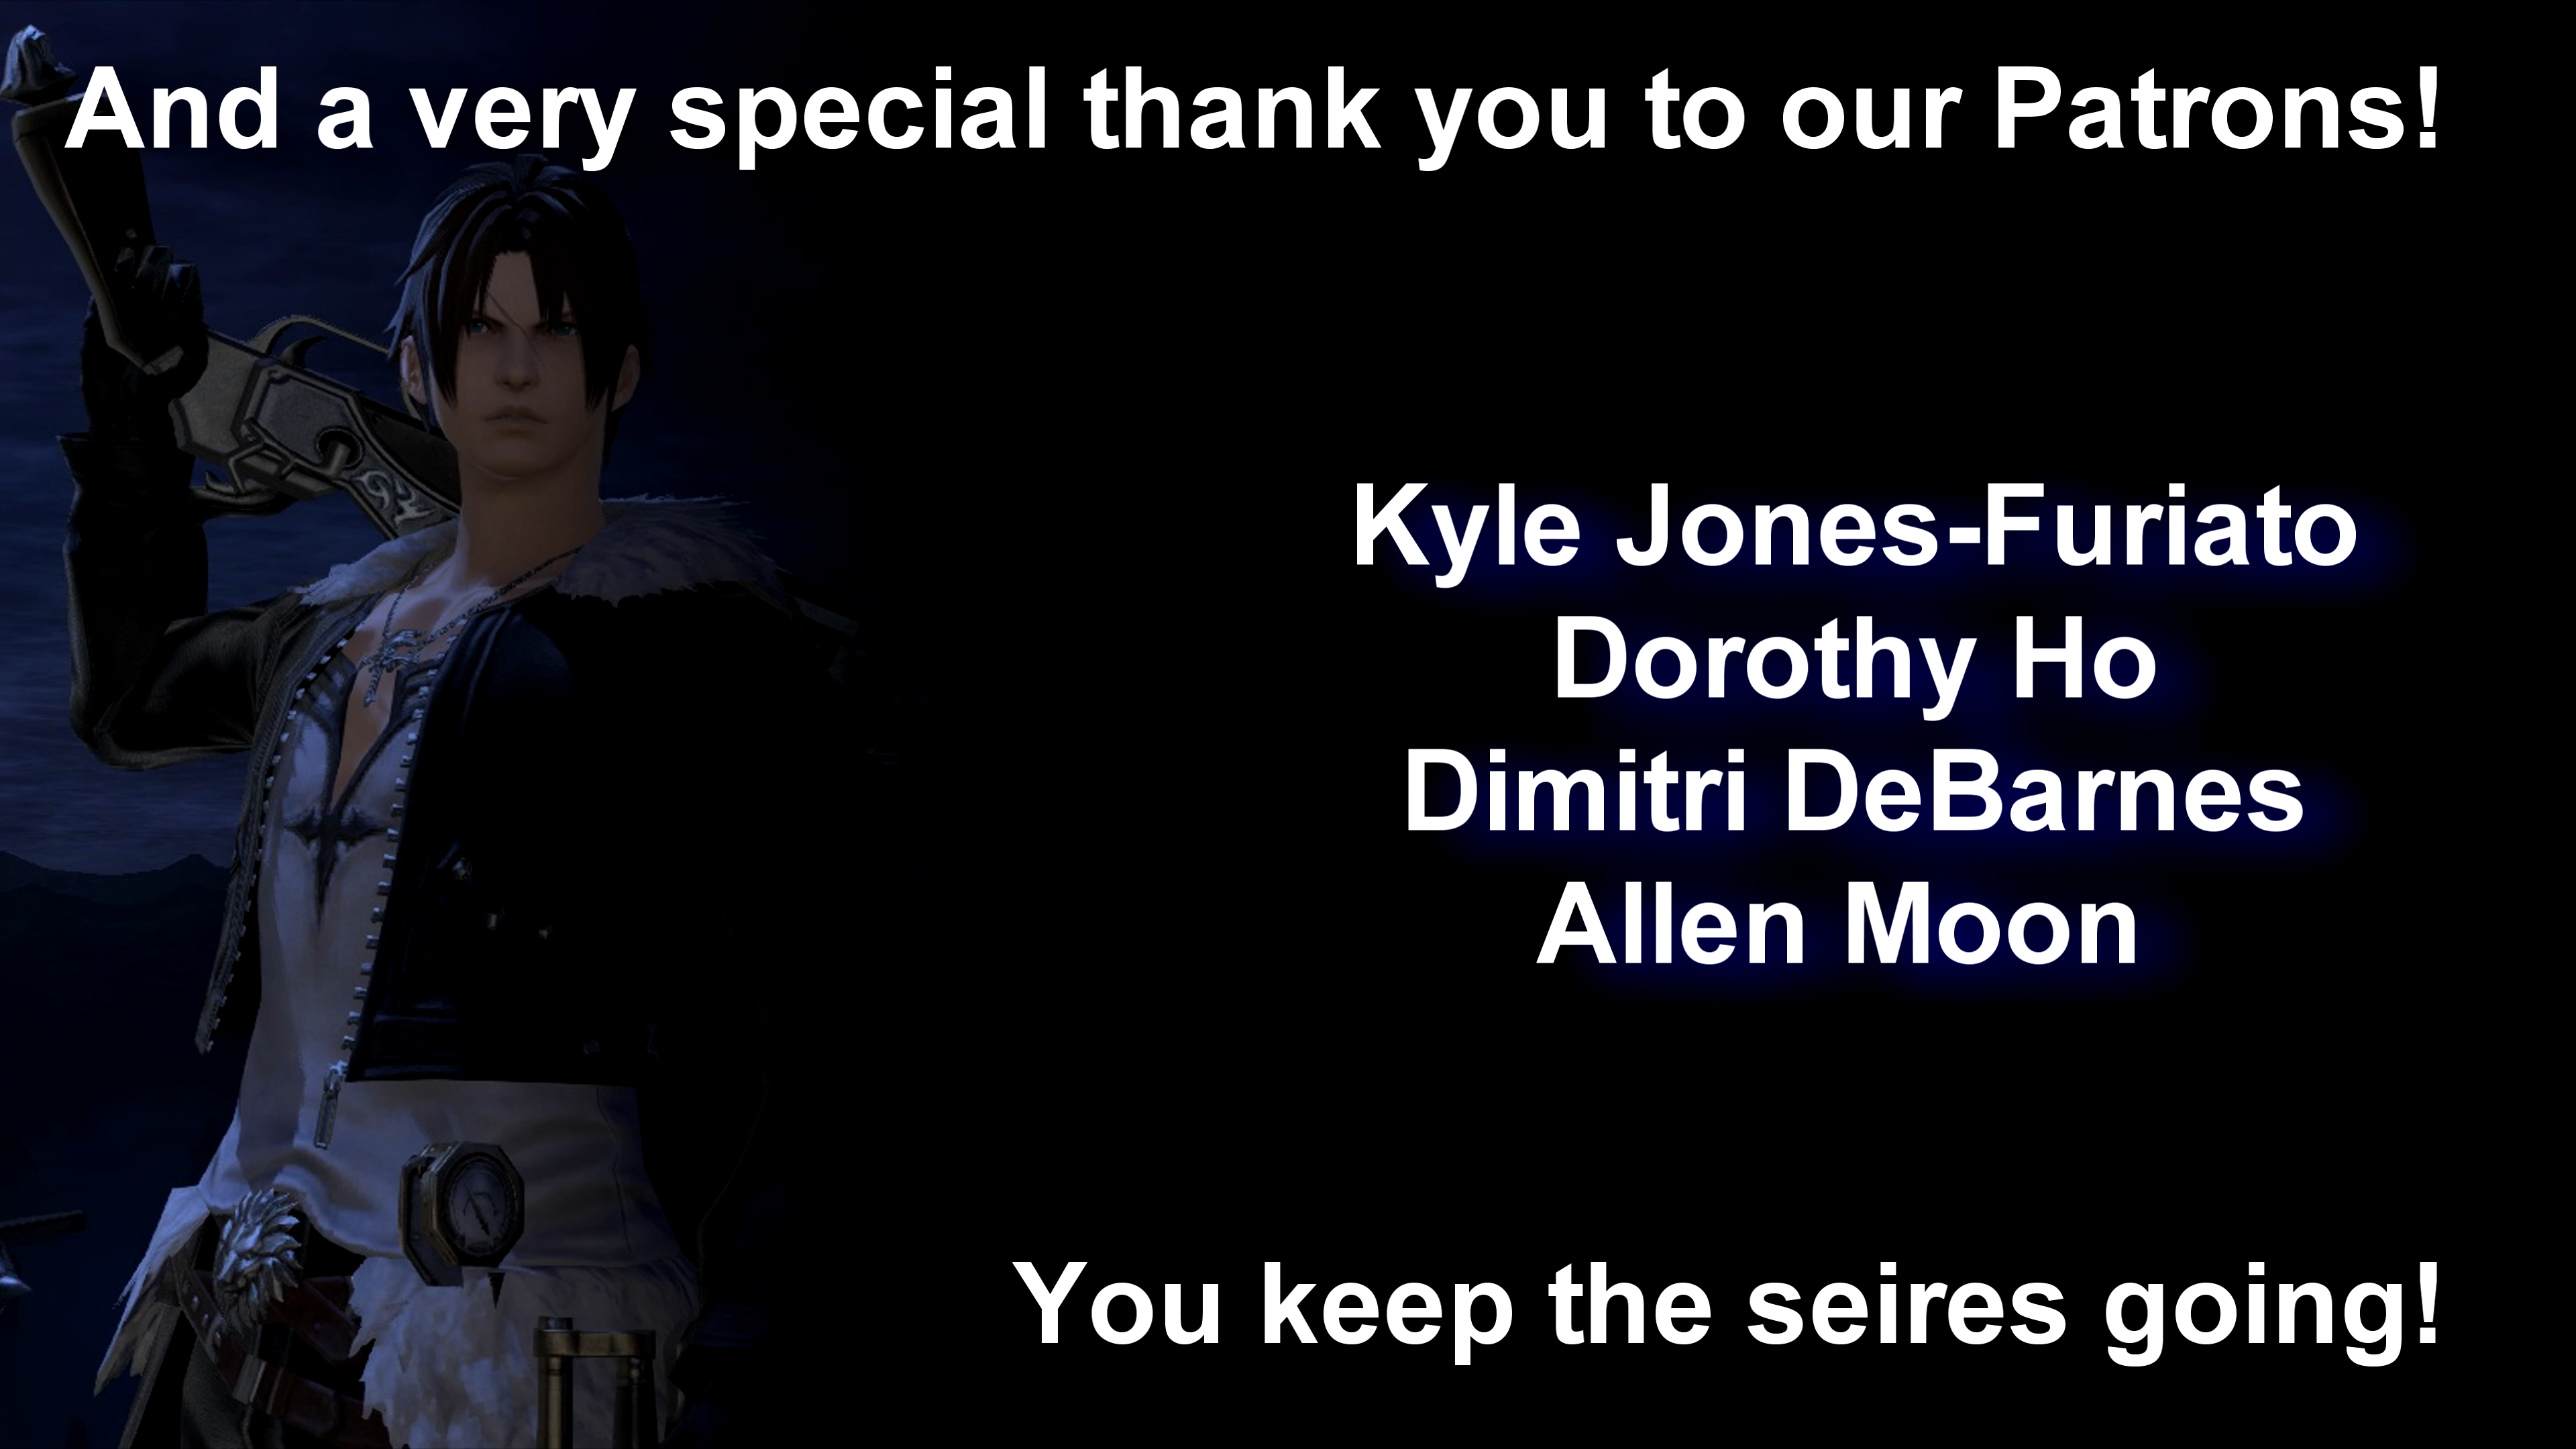 And a very special thank you to our Patrons!
Kyle Jones-Furiato
Dorothy Ho
Dimitri DeBarnes
Allen Moon
You keep the seires going!